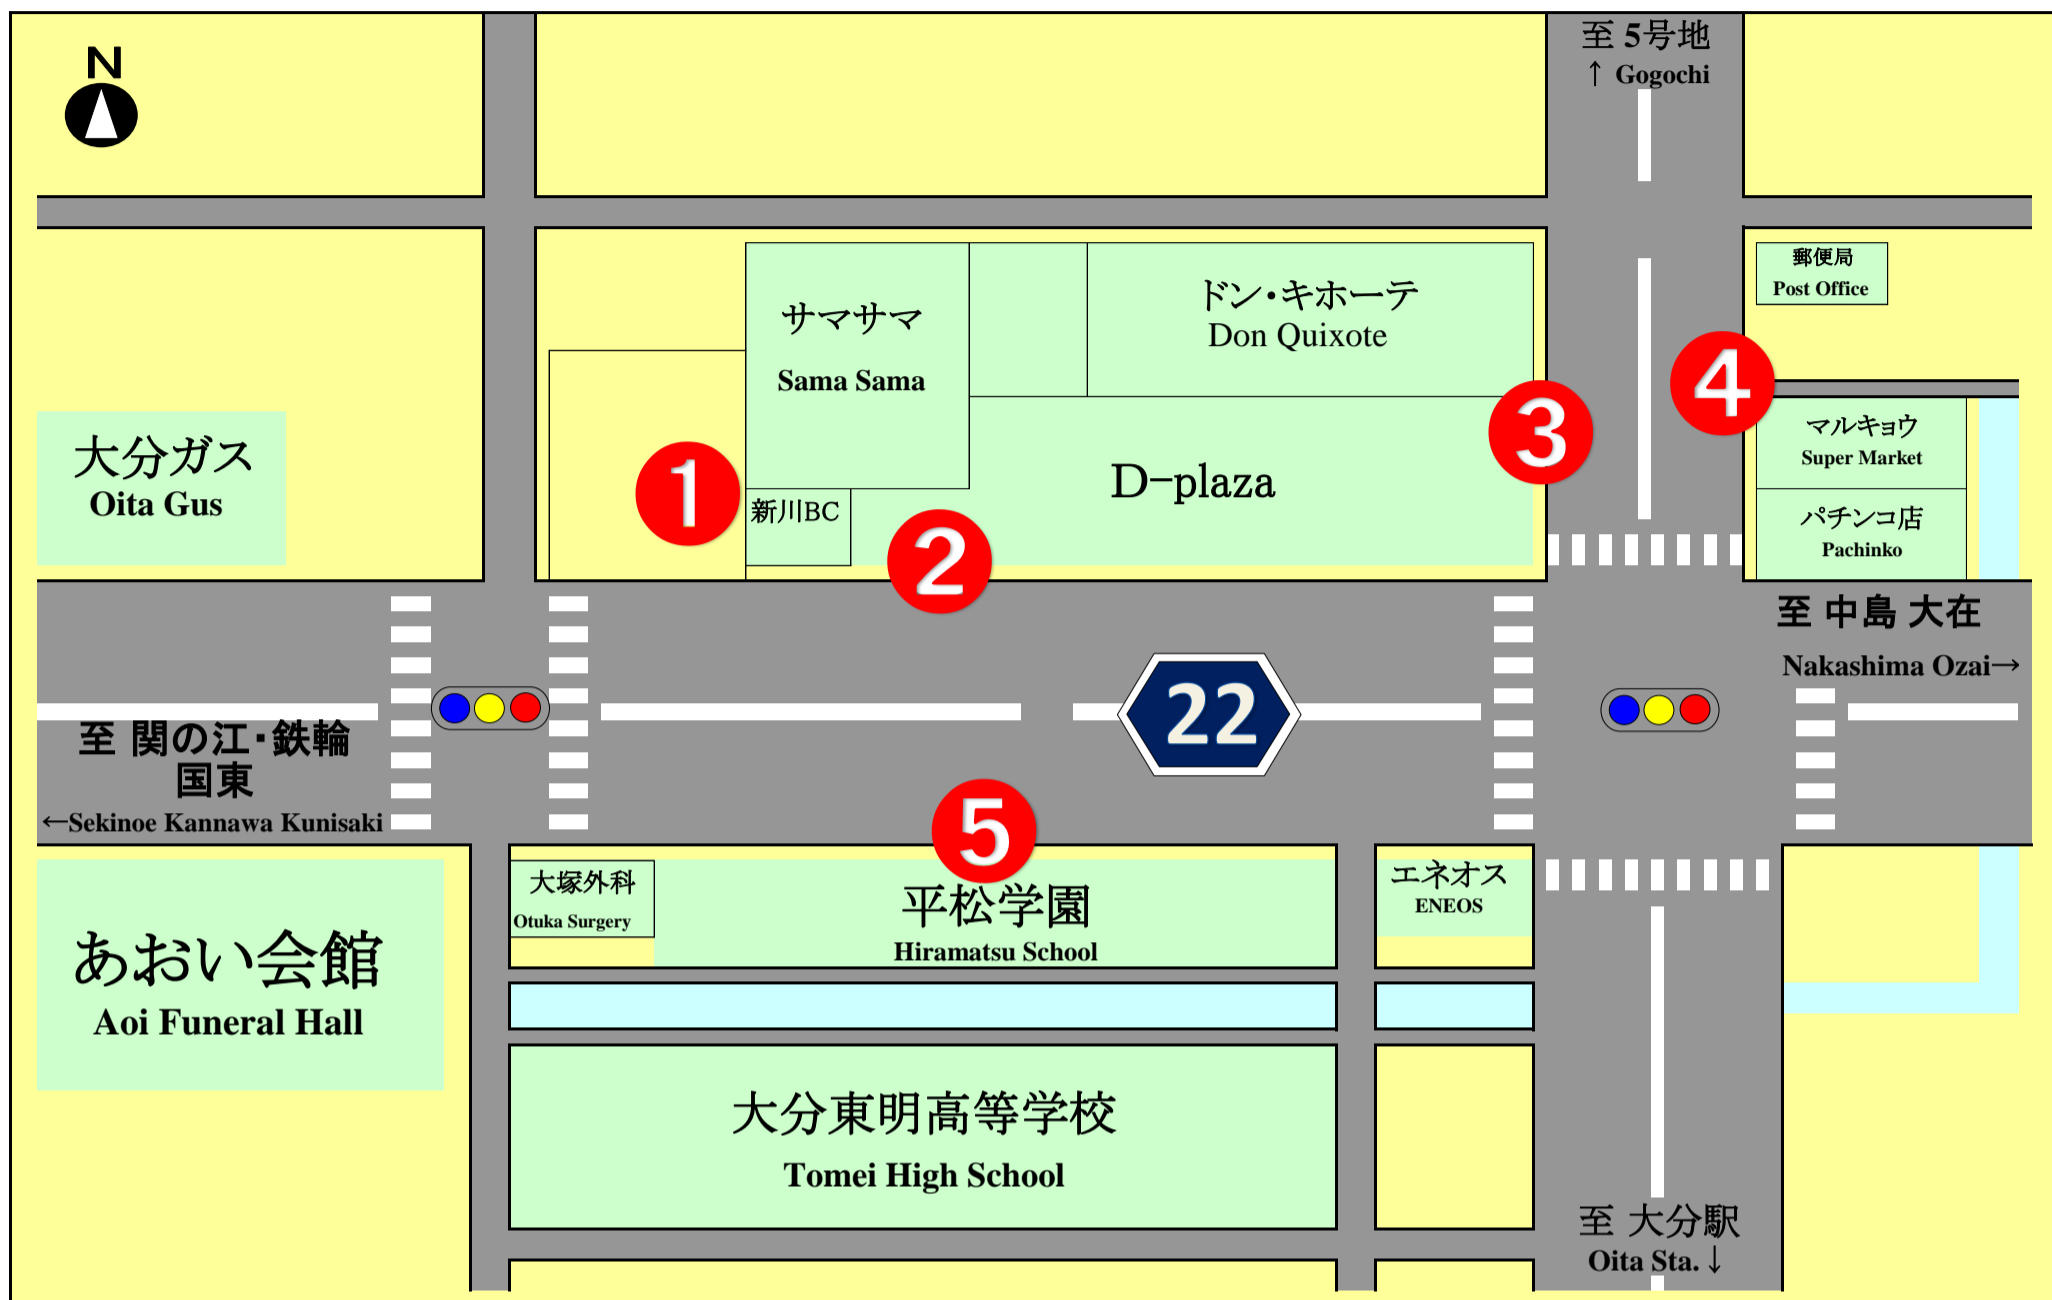 N
至 5号地
↑ Gogochi
郵便局
Post Office
サマサマ
Sama Sama
ドン・キホーテ
Don Quixote
4
3
マルキョウ
Super Market
大分ガス
Oita Gus
1
新川BC
D-plaza
2
パチンコ店
Pachinko
至 中島 大在
Nakashima Ozai→
22
至 関の江・鉄輪
国東
←Sekinoe Kannawa Kunisaki
5
大塚外科
Otuka Surgery
平松学園
Hiramatsu School
エネオス
ENEOS
あおい会館
Aoi Funeral Hall
大分東明高等学校
Tomei High School
至 大分駅
Oita Sta.↓